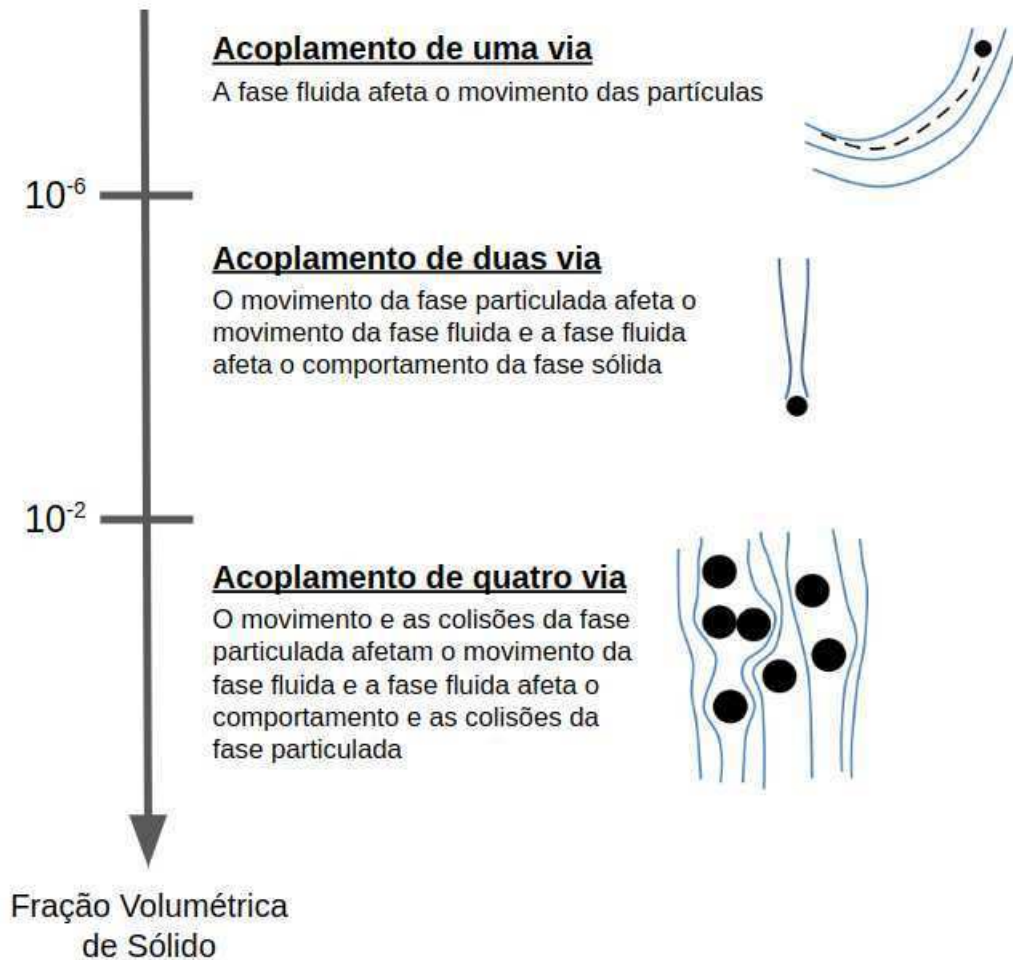 Acoplamento de uma via
A fase fluida afeta o movimento das partículas
10⁻⁶
Acoplamento de duas via
O movimento da fase particulada afeta o
movimento da fase fluida e a fase fluida
afeta o comportamento da fase sólida
10⁻²
Acoplamento de quatro via
O movimento e as colisões da fase
particulada afetam o movimento da
fase fluida e a fase fluida afeta o
comportamento e as colisões da
fase particulada
Fração Volumétrica
de Sólido